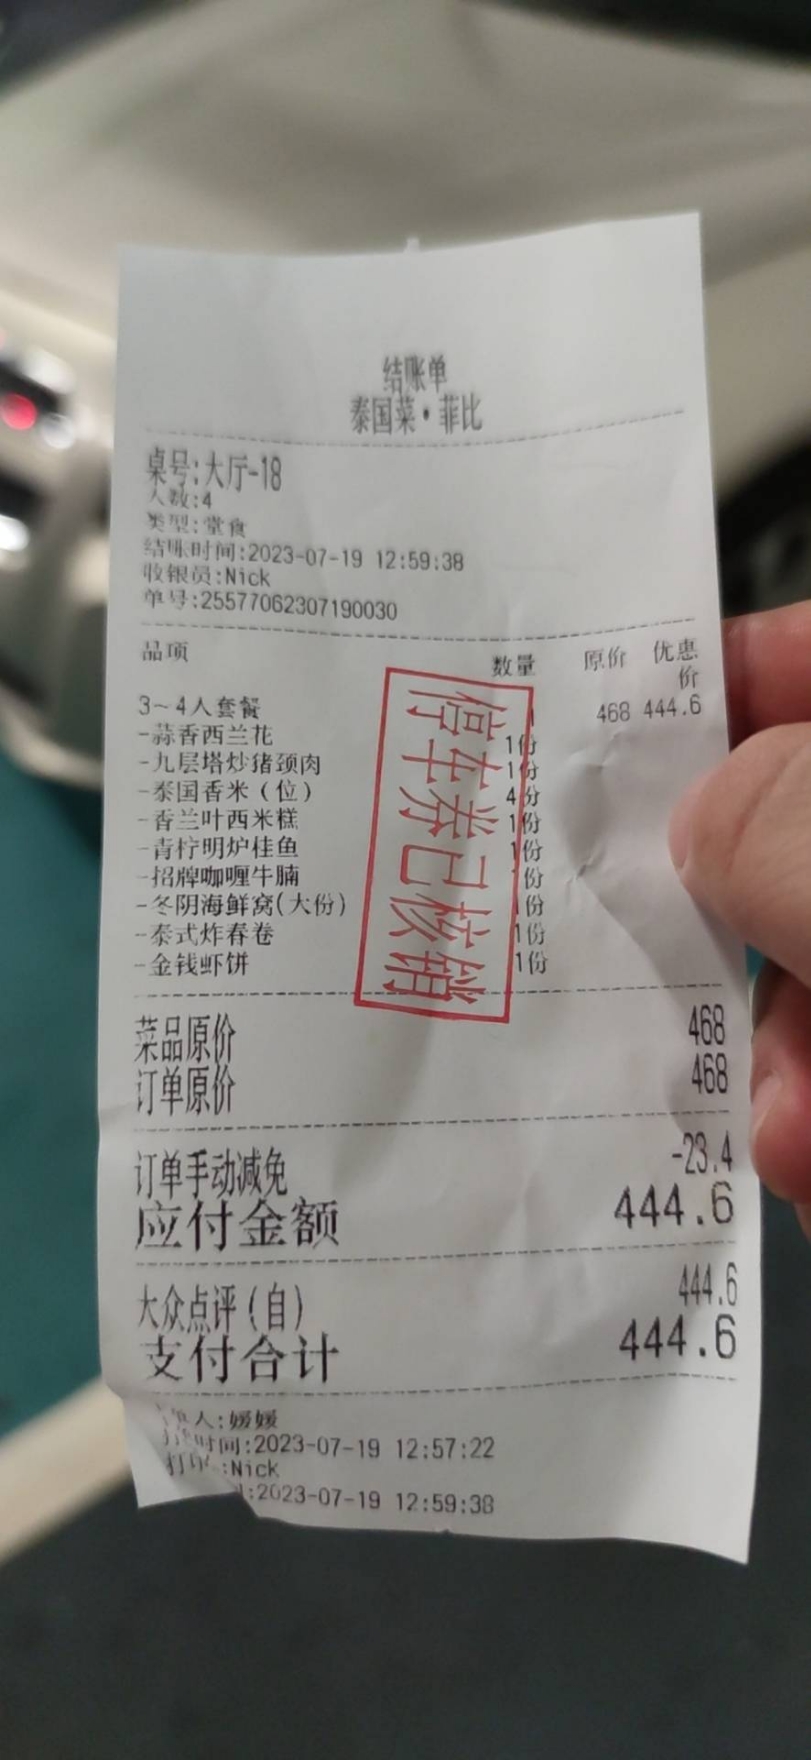 结账单
泰国菜·菲比
桌号:大厅-18
人数:4
类型:堂食
结账时间:2023-07-19 12:59:38
收银员:Nick
单号:255770623071900​30
品项 数量 原价 优惠价
3~4人套餐 1 468 444.6
-蒜香西兰花 1份
-九层塔炒猪颈肉 1份
-泰国香米(位) 4份
-香兰叶西米糕 1份
-青柠明炉桂鱼 1份
-招牌咖喱牛腩 1份
-冬阴海鲜窝(大份) 1份
-泰式炸春卷 1份
-金钱虾饼 1份
停车券已核销
菜品原价 468
订单原价 468
订单手动减免 -23.4
应付金额 444.6
大众点评(自) 444.6
支付合计 444.6
人:媛媛
时间:2023-07-19 12:57:22
打印:Nick
:2023-07-19 12:59:38